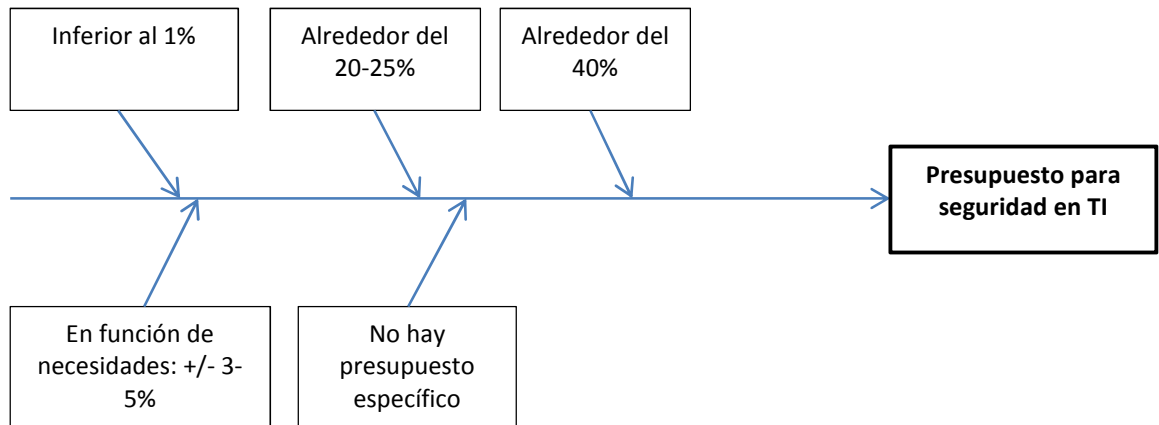 Inferior al 1%
Alrededor del
20-25%
Alrededor del
40%
Presupuesto para
seguridad en TI
En función de
necesidades: +/- 3-
5%
No hay
presupuesto
específico